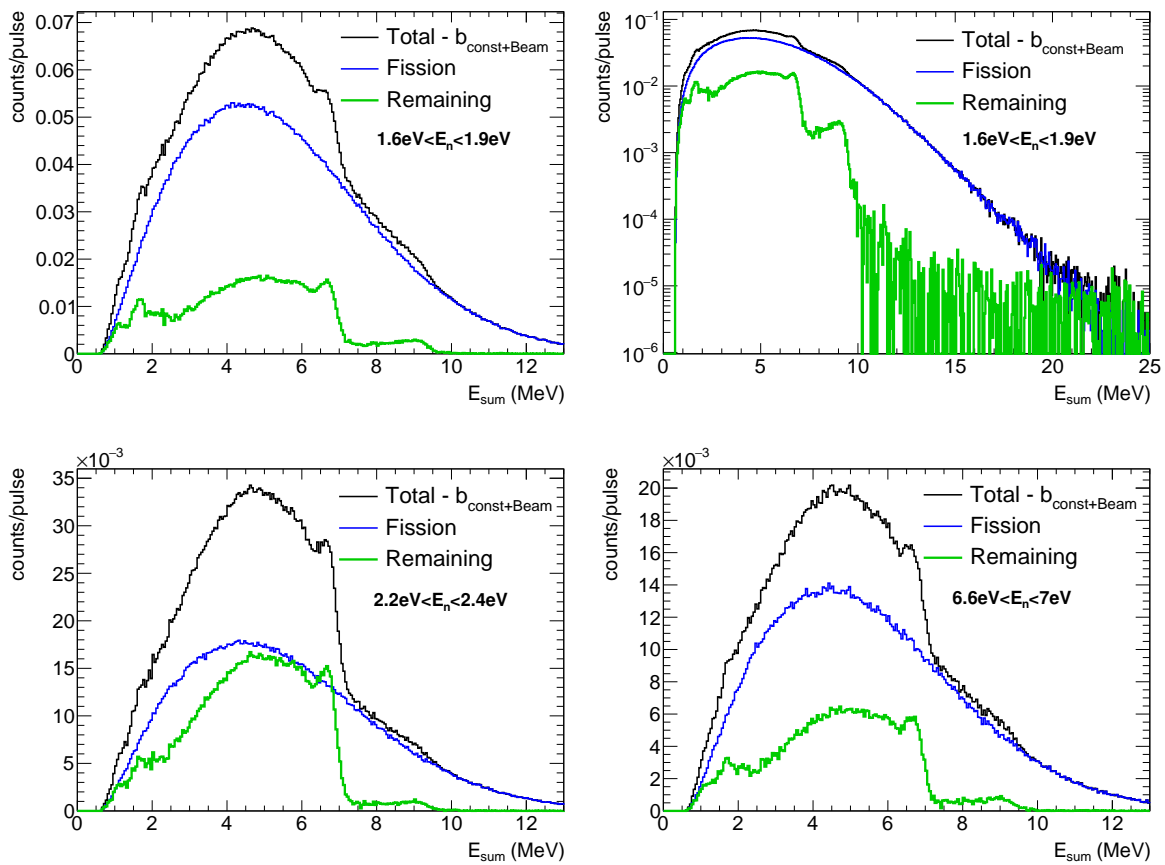 counts/pulse
0.07
0.06
0.05
0.04
0.03
0.02
0.01
0
Total - b_const+Beam
Fission
Remaining
1.6eV<E_n<1.9eV
0 2 4 6 8 10 12
E_sum (MeV)
counts/pulse
10^−1
10^−2
10^−3
10^−4
10^−5
10^−6
Total - b_const+Beam
Fission
Remaining
1.6eV<E_n<1.9eV
0 5 10 15 20 25
E_sum (MeV)
counts/pulse
×10^−3
35
30
25
20
15
10
5
0
Total - b_const+Beam
Fission
Remaining
2.2eV<E_n<2.4eV
0 2 4 6 8 10 12
E_sum (MeV)
counts/pulse
×10^−3
20
18
16
14
12
10
8
6
4
2
0
Total - b_const+Beam
Fission
Remaining
6.6eV<E_n<7eV
0 2 4 6 8 10 12
E_sum (MeV)